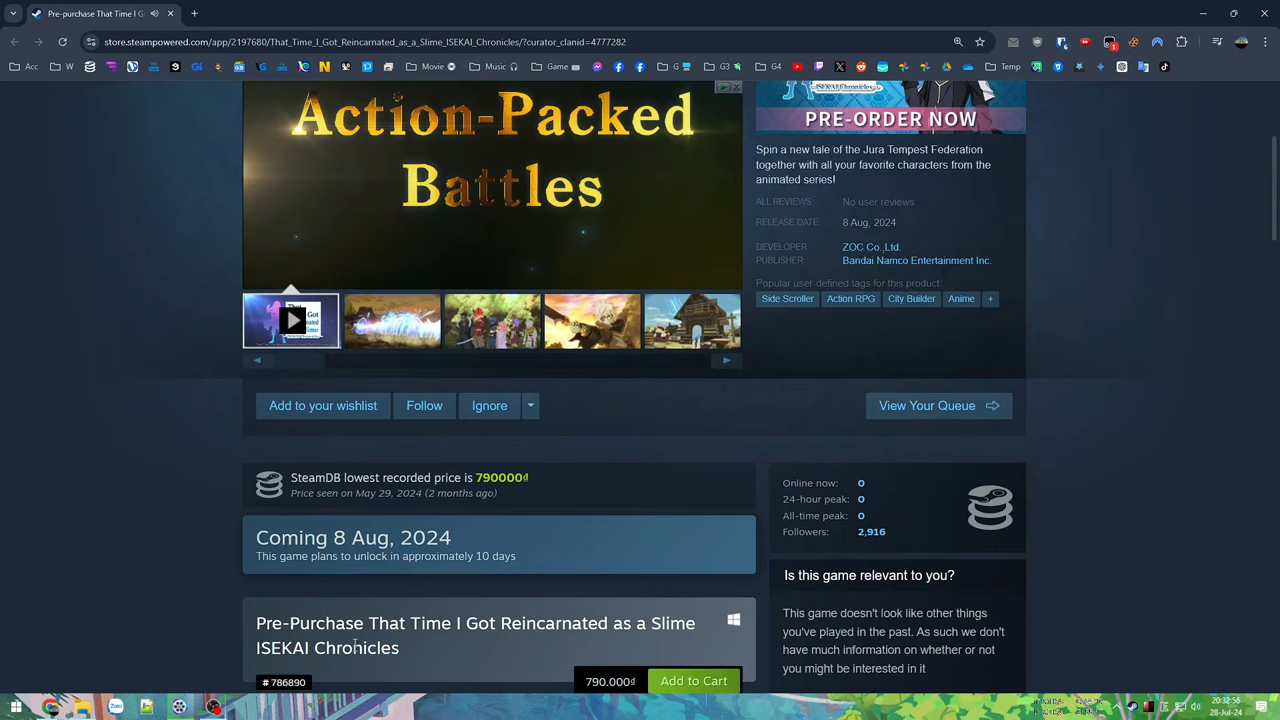 Pre-purchase That Time I Go
store.steampowered.com/app/2197680/That_Time_I_Got_Reincarnated_as_a_Slime_ISEKAI_Chronicles/?curator_clanid=4777282
Acc
W
Movie
Music
Game
G3
G4
Temp
Action-Packed
Battles
ISEKAI Chronicles
PRE-ORDER NOW
Spin a new tale of the Jura Tempest Federation
together with all your favorite characters from the
animated series!
ALL REVIEWS: No user reviews
RELEASE DATE: 8 Aug, 2024
DEVELOPER: ZOC Co.,Ltd.
PUBLISHER: Bandai Namco Entertainment Inc.
Popular user-defined tags for this product:
Side Scroller Action RPG City Builder Anime +
Add to your wishlist Follow Ignore View Your Queue
SteamDB lowest recorded price is 790000₫
Price seen on May 29, 2024 (2 months ago)
Online now: 0
24-hour peak: 0
All-time peak: 0
Followers: 2,916
Coming 8 Aug, 2024
This game plans to unlock in approximately 10 days
Is this game relevant to you?
This game doesn't look like other things
you've played in the past. As such we don't
have much information on whether or not
you might be interested in it
Pre-Purchase That Time I Got Reincarnated as a Slime
ISEKAI Chronicles
# 786890
790.000₫ Add to Cart
Zalo
20:32:56
28-Jul-24